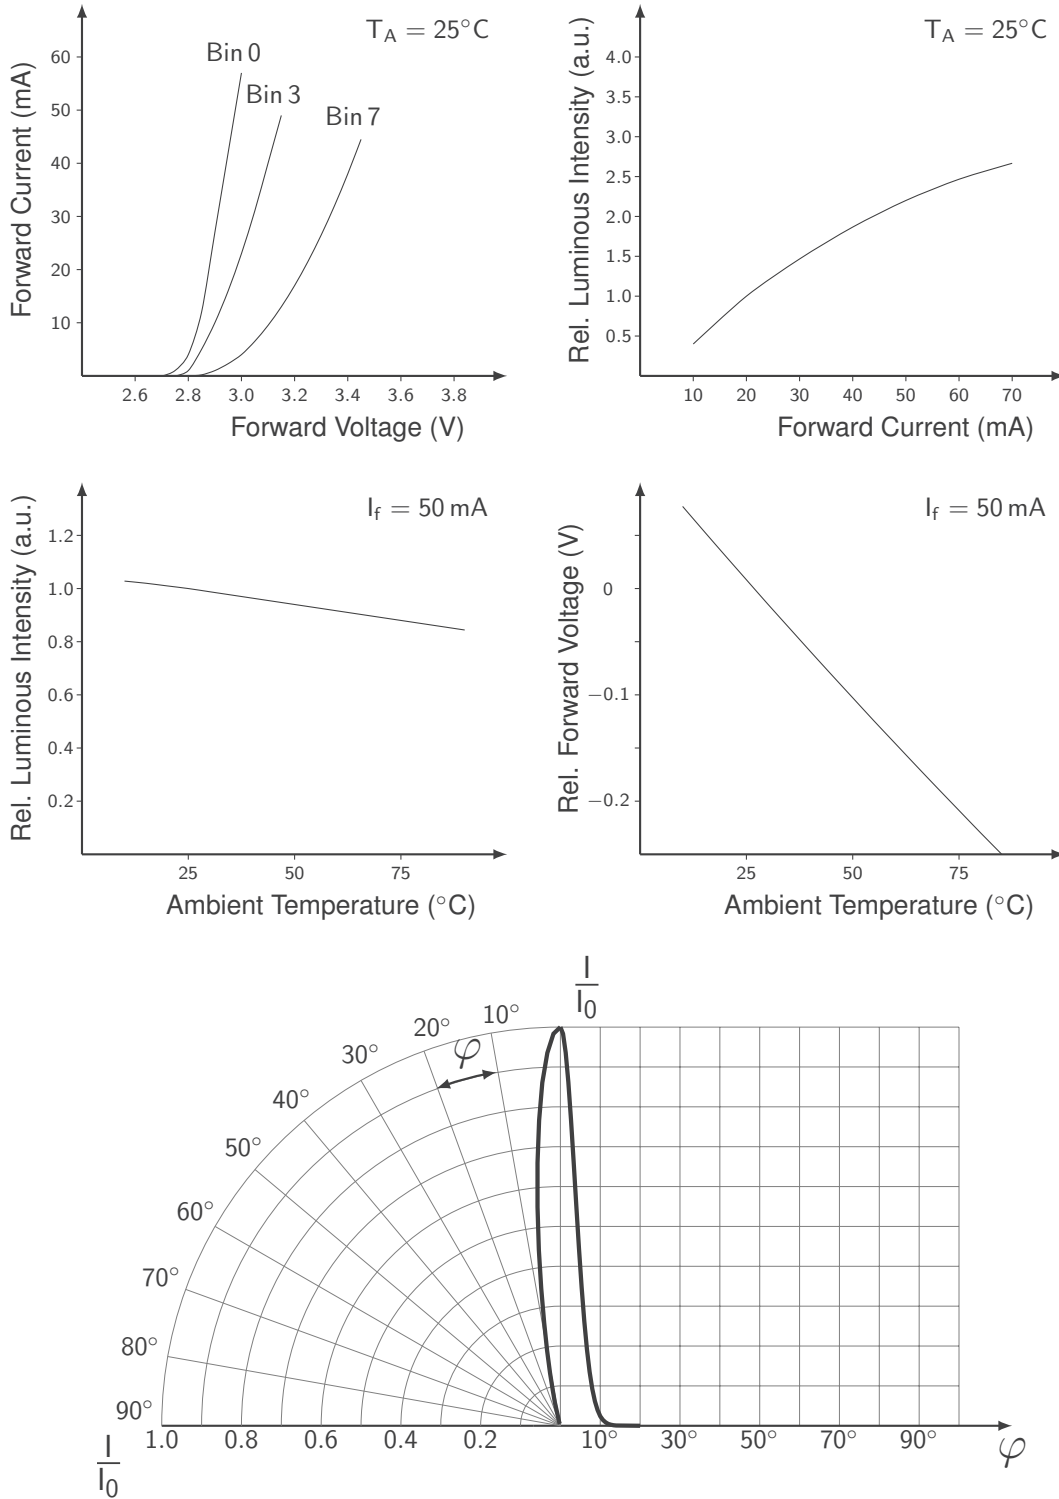 T_A = 25°C
Forward Current (mA)
60
50
40
30
20
10
Bin 0
Bin 3
Bin 7
2.6 2.8 3.0 3.2 3.4 3.6 3.8
Forward Voltage (V)
T_A = 25°C
Rel. Luminous Intensity (a.u.)
4.0
3.5
3.0
2.5
2.0
1.5
1.0
0.5
10 20 30 40 50 60 70
Forward Current (mA)
I_f = 50 mA
Rel. Luminous Intensity (a.u.)
1.2
1.0
0.8
0.6
0.4
0.2
25 50 75
Ambient Temperature (°C)
I_f = 50 mA
Rel. Forward Voltage (V)
0
−0.1
−0.2
25 50 75
Ambient Temperature (°C)
I
I_0
10°
20°
φ
30°
40°
50°
60°
70°
80°
90°
1.0 0.8 0.6 0.4 0.2 10° 30° 50° 70° 90°
I
I_0
φ